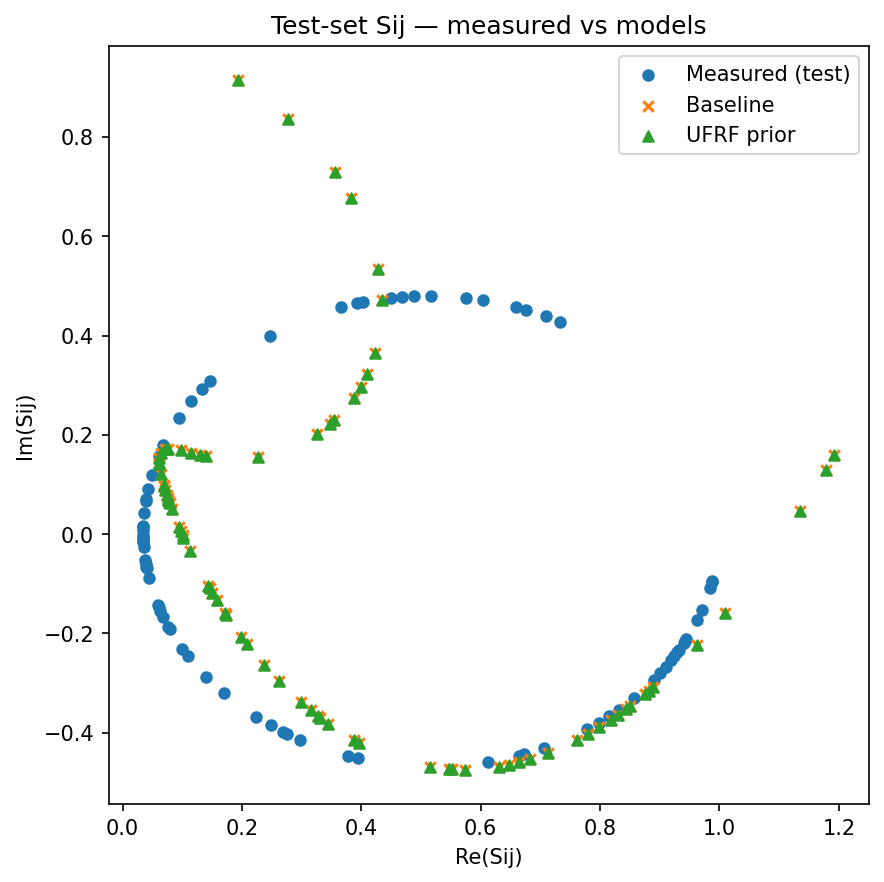 Test-set Sij — measured vs models
Measured (test)
Baseline
UFRF prior
Im(Sij)
0.8
0.6
0.4
0.2
0.0
−0.2
−0.4
0.0 0.2 0.4 0.6 0.8 1.0 1.2
Re(Sij)